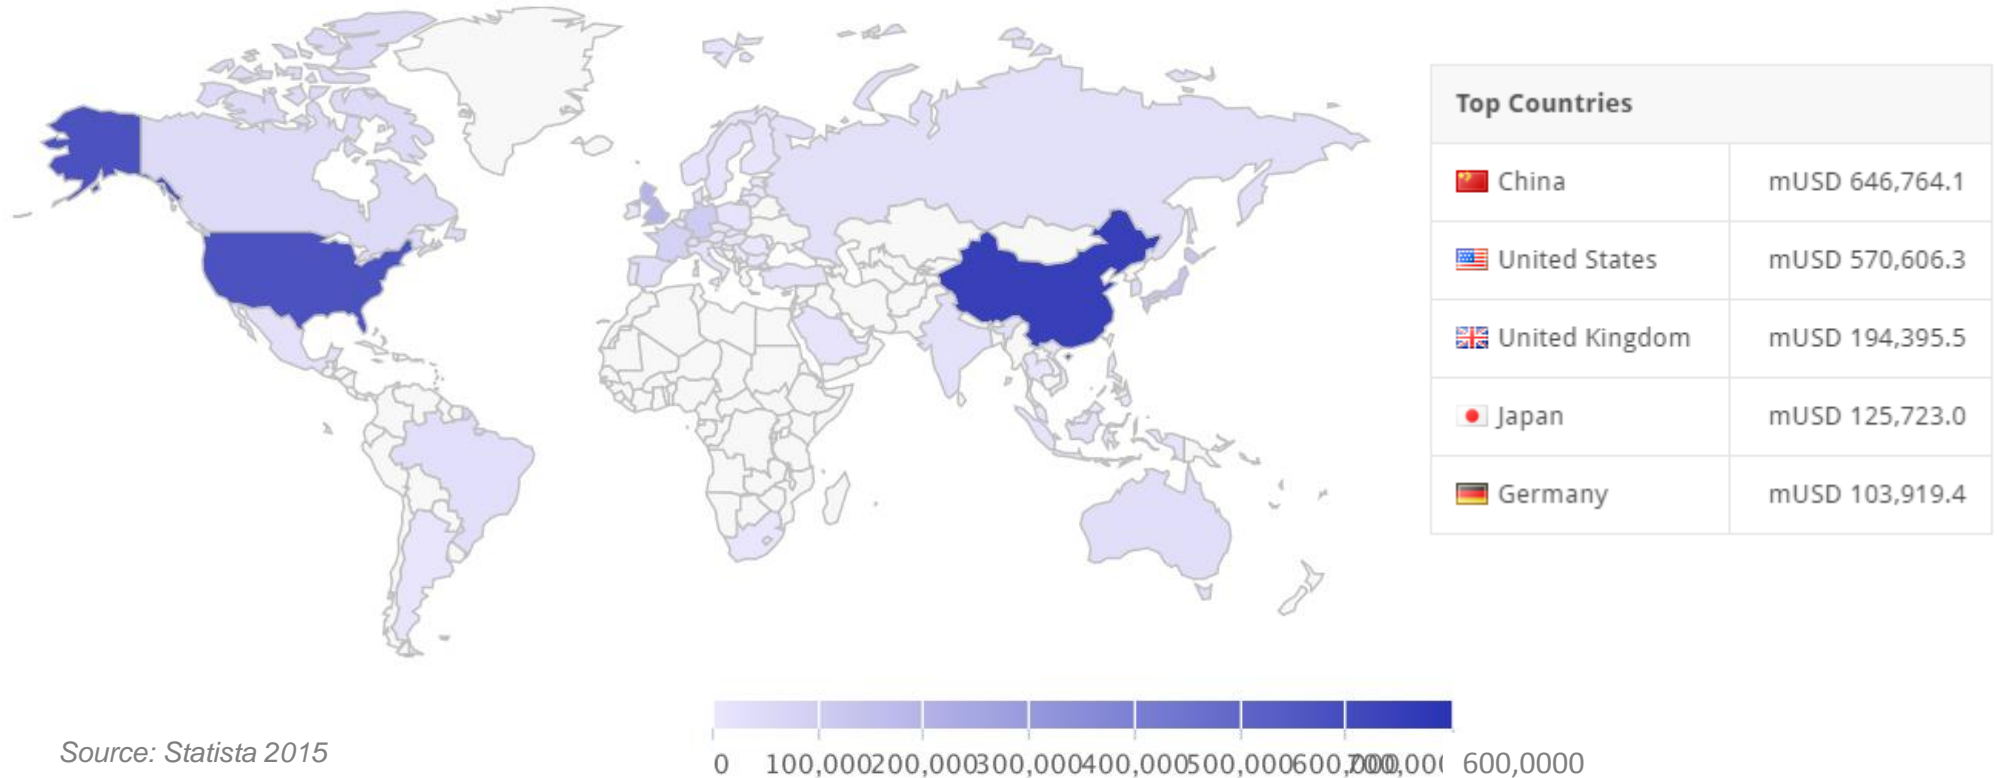 Top Countries
China mUSD 646,764.1
United States mUSD 570,606.3
United Kingdom mUSD 194,395.5
Japan mUSD 125,723.0
Germany mUSD 103,919.4
0 100,000 200,000 300,000 400,000 500,000 600,0000
Source: Statista 2015